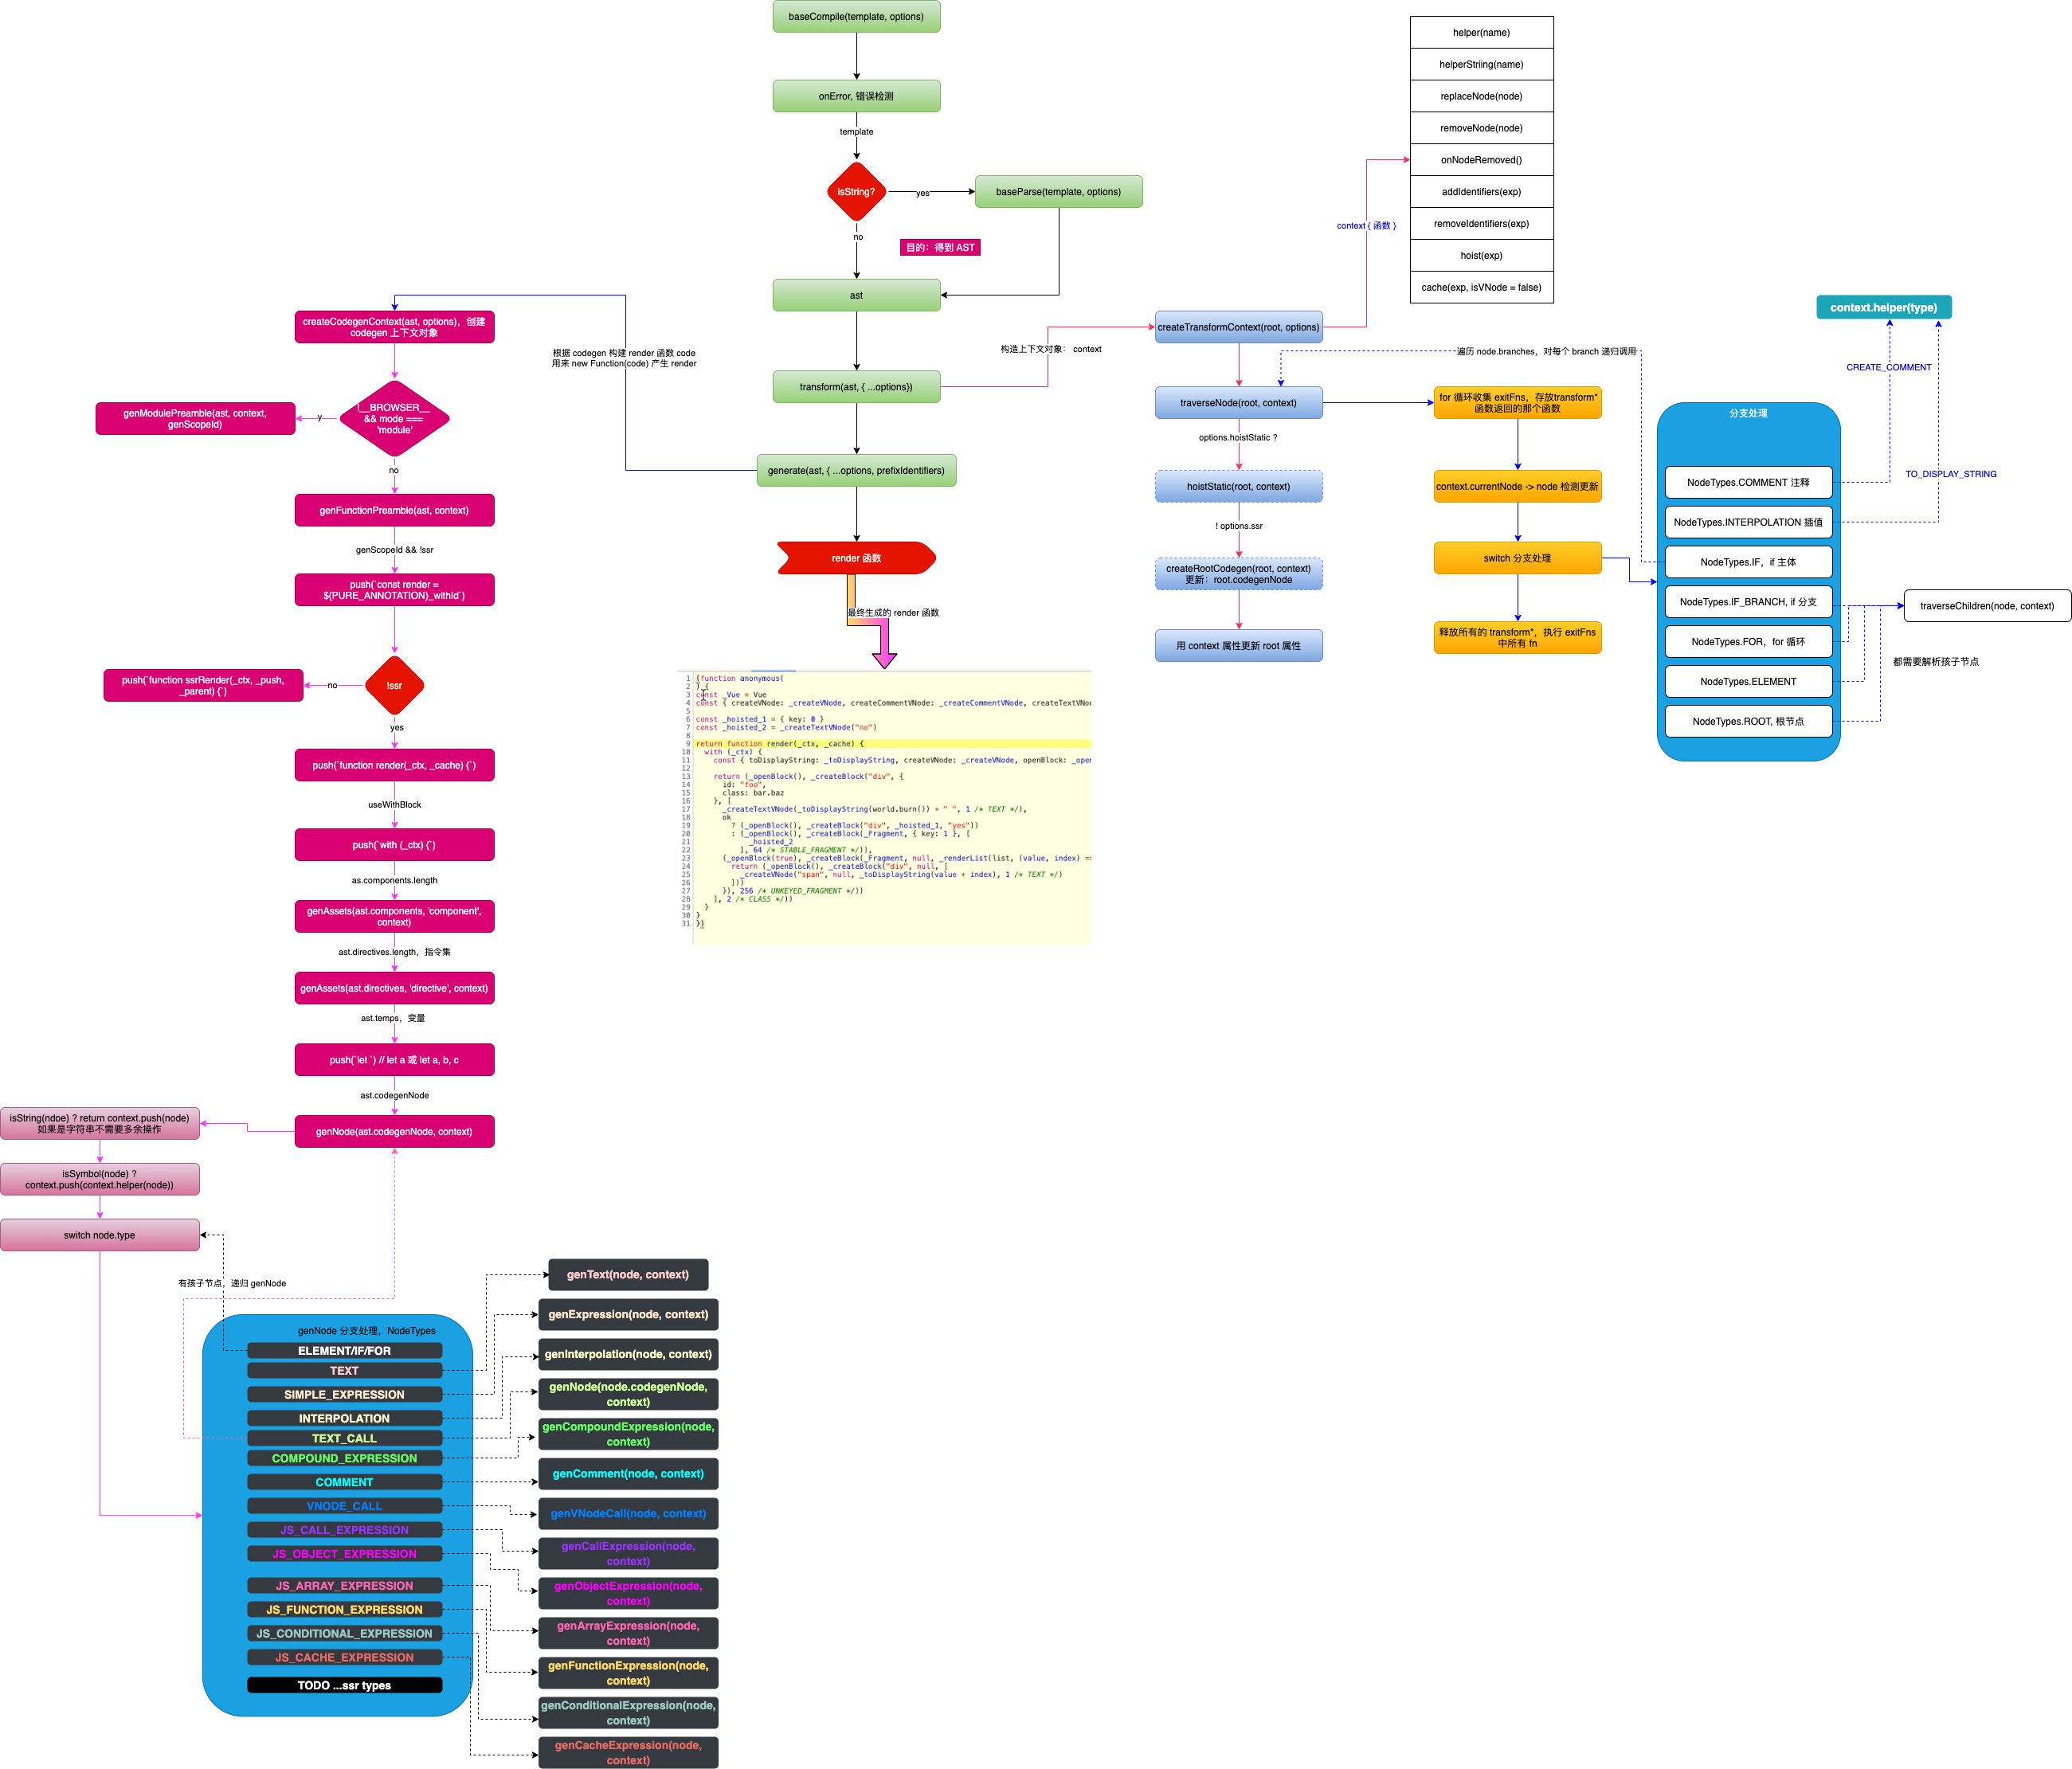 baseCompile(template, options)
onError, 错误检测
template
isString?
yes
baseParse(template, options)
no
目的：得到 AST
ast
transform(ast, { ...options})
generate(ast, { ...options, prefixIdentifiers)
render 函数
最终生成的 render 函数
构造上下文对象： context
createTransformContext(root, options)
context { 函数 }
helper(name)
helperStriing(name)
replaceNode(node)
removeNode(node)
onNodeRemoved()
addIdentifiers(exp)
removeIdentifiers(exp)
hoist(exp)
cache(exp, isVNode = false)
traverseNode(root, context)
options.hoistStatic ?
hoistStatic(root, context)
! options.ssr
createRootCodegen(root, context)
更新：root.codegenNode
用 context 属性更新 root 属性
遍历 node.branches，对每个 branch 递归调用
for 循环收集 exitFns，存放transform*
函数返回的那个函数
context.currentNode -> node 检测更新
switch 分支处理
释放所有的 transform*，执行 exitFns
中所有 fn
context.helper(type)
CREATE_COMMENT
TO_DISPLAY_STRING
分支处理
NodeTypes.COMMENT 注释
NodeTypes.INTERPOLATION 插值
NodeTypes.IF，if 主体
NodeTypes.IF_BRANCH, if 分支
NodeTypes.FOR，for 循环
NodeTypes.ELEMENT
NodeTypes.ROOT, 根节点
traverseChildren(node, context)
都需要解析孩子节点
根据 codegen 构建 render 函数 code
用来 new Function(code) 产生 render
createCodegenContext(ast, options)，创建
codegen 上下文对象
!__BROWSER__
&& mode ===
'module'
y
genModulePreamble(ast, context,
genScopeId)
no
genFunctionPreamble(ast, context)
genScopeId && !ssr
push(`const render =
${PURE_ANNOTATION}_withId`)
!ssr
no
push(`function ssrRender(_ctx, _push,
_parent) {`)
yes
push(`function render(_ctx, _cache) {`)
useWithBlock
push(`with (_ctx) {`)
as.components.length
genAssets(ast.components, 'component',
context)
ast.directives.length，指令集
genAssets(ast.directives, 'directive', context)
ast.temps，变量
push(`let `) // let a 或 let a, b, c
ast.codegenNode
genNode(ast.codegenNode, context)
isString(ndoe) ? return context.push(node)
如果是字符串不需要多余操作
isSymbol(node) ?
context.push(context.helper(node))
switch node.type
有孩子节点，递归 genNode
genNode 分支处理，NodeTypes
ELEMENT/IF/FOR
TEXT
SIMPLE_EXPRESSION
INTERPOLATION
TEXT_CALL
COMPOUND_EXPRESSION
COMMENT
VNODE_CALL
JS_CALL_EXPRESSION
JS_OBJECT_EXPRESSION
JS_ARRAY_EXPRESSION
JS_FUNCTION_EXPRESSION
JS_CONDITIONAL_EXPRESSION
JS_CACHE_EXPRESSION
TODO ...ssr types
genText(node, context)
genExpression(node, context)
genInterpolation(node, context)
genNode(node.codegenNode,
context)
genCompoundExpression(node,
context)
genComment(node, context)
genVNodeCall(node, context)
genCallExpression(node,
context)
genObjectExpression(node,
context)
genArrayExpression(node,
context)
genFunctionExpression(node,
context)
genConditionalExpression(node,
context)
genCacheExpression(node,
context)
1 (function anonymous(
2 ) {
3 const _Vue = Vue
4 const { createVNode: _createVNode, createCommentVNode: _createCommentVNode, createTextVNod
5
6 const _hoisted_1 = { key: 0 }
7 const _hoisted_2 = _createTextVNode("no")
8
9 return function render(_ctx, _cache) {
10 with (_ctx) {
11 const { toDisplayString: _toDisplayString, createVNode: _createVNode, openBlock: _open
12
13 return (_openBlock(), _createBlock("div", {
14 id: "foo",
15 class: bar.baz
16 }, [
17 _createTextVNode(_toDisplayString(world.burn()) + " ", 1 /* TEXT */),
18 ok
19 ? (_openBlock(), _createBlock("div", _hoisted_1, "yes"))
20 : (_openBlock(), _createBlock(_Fragment, { key: 1 }, [
21 _hoisted_2
22 ], 64 /* STABLE_FRAGMENT */)),
23 (_openBlock(true), _createBlock(_Fragment, null, _renderList(list, (value, index) =>
24 return (_openBlock(), _createBlock("div", null, [
25 _createVNode("span", null, _toDisplayString(value + index), 1 /* TEXT */)
26 ]))
27 }), 256 /* UNKEYED_FRAGMENT */))
28 ], 2 /* CLASS */))
29 }
30 }
31 })